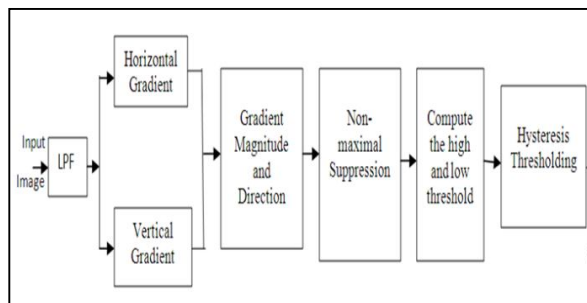 Input
Image
LPF
Horizontal
Gradient
Vertical
Gradient
Gradient
Magnitude
and
Direction
Non-
maximal
Suppression
Compute
the high
and low
threshold
Hysteresis
Thresholding